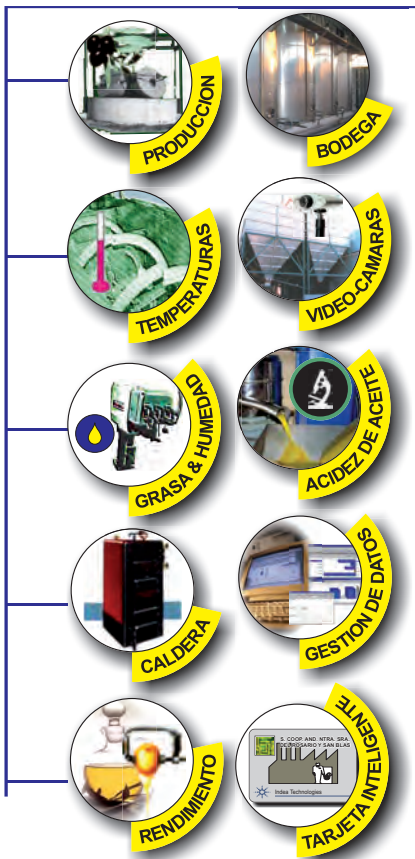 PRODUCCION
BODEGA
TEMPERATURAS
VIDEO-CAMARAS
GRASA & HUMEDAD
ACIDEZ DE ACEITE
CALDERA
GESTION DE DATOS
RENDIMIENTO
S. COOP. AND. NTRA. SRA.
DEL ROSARIO Y SAN BLAS
Indea Technologies
TARJETA INTELIGENTE